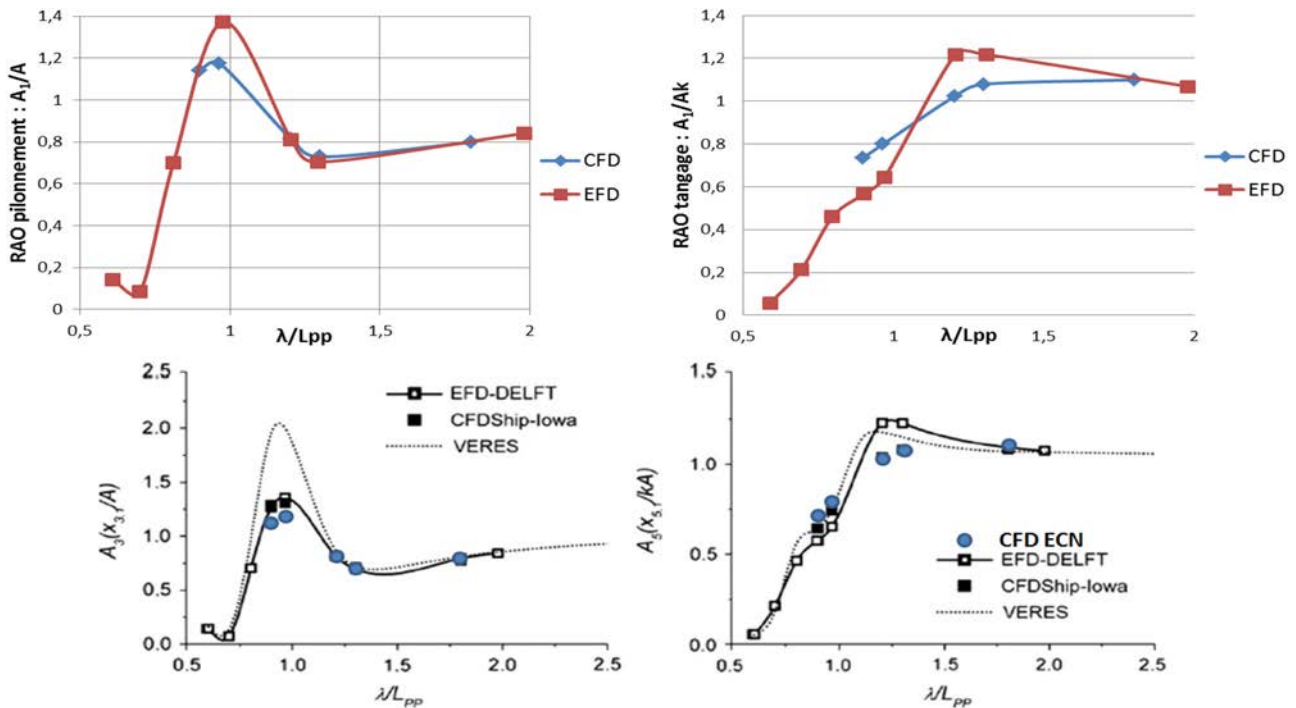 RAO pilonnement : A₁/A
1,4
1,2
1
0,8
0,6
0,4
0,2
0
0,5
1
1,5
2
λ/Lpp
CFD
EFD
RAO tangage : A₁/Ak
1,4
1,2
1
0,8
0,6
0,4
0,2
0
0,5
1
1,5
2
λ/Lpp
CFD
EFD
A₃(x₃.₁/A)
2.5
2.0
1.5
1.0
0.5
0.0
0.5
1.0
1.5
2.0
2.5
λ/L_PP
EFD-DELFT
CFDShip-Iowa
VERES
A₅(x₅.₁/kA)
1.5
1.0
0.5
0.0
0.5
1.0
1.5
2.0
2.5
λ/L_PP
CFD ECN
EFD-DELFT
CFDShip-Iowa
VERES